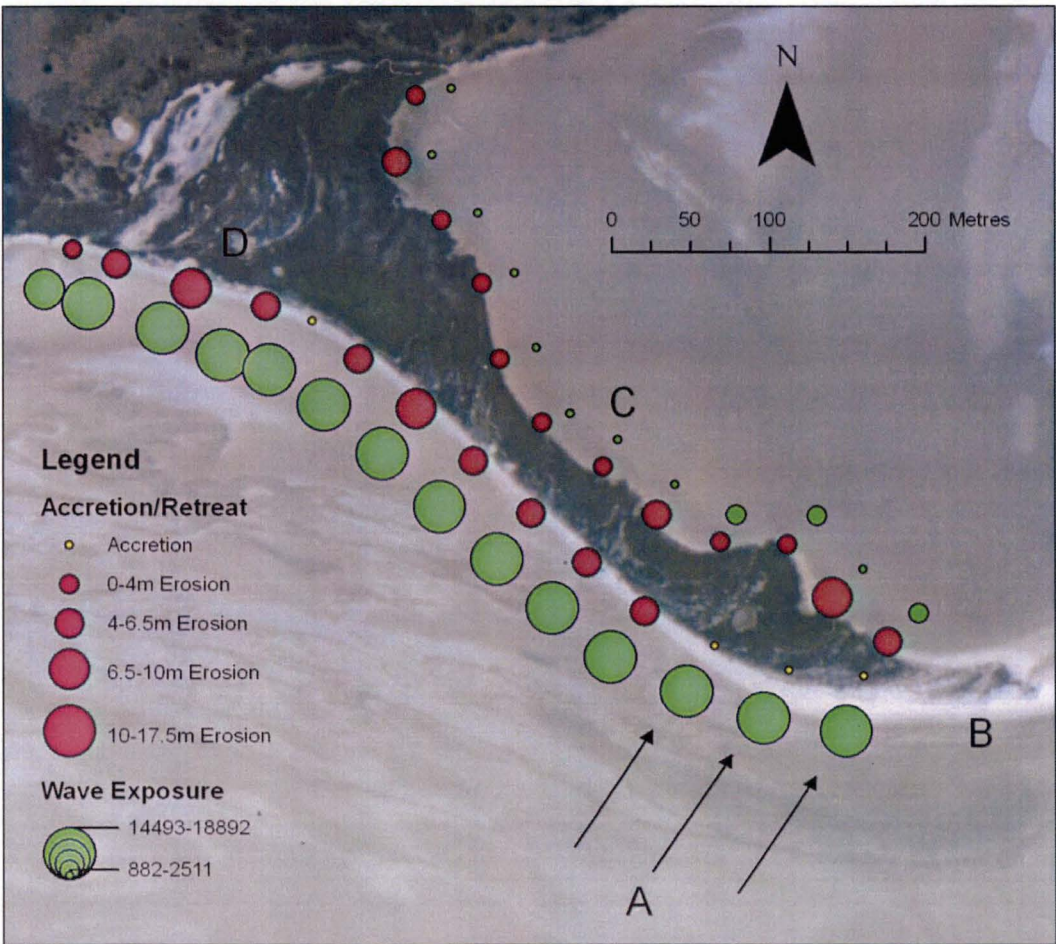 N
0 50 100 200 Metres
D
C
Legend
Accretion/Retreat
Accretion
0-4m Erosion
4-6.5m Erosion
6.5-10m Erosion
10-17.5m Erosion
Wave Exposure
14493-18892
882-2511
B
A